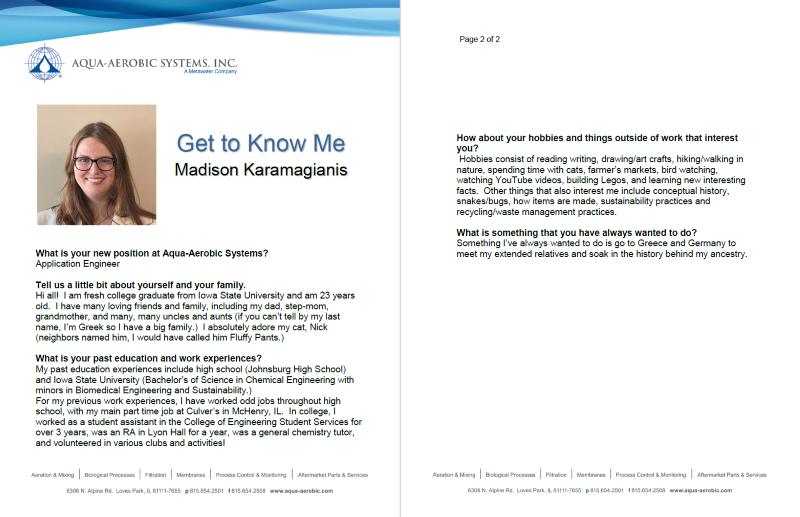 AQUA-AEROBIC SYSTEMS, INC.
A Metawater Company
Get to Know Me
Madison Karamagianis
What is your new position at Aqua-Aerobic Systems?
Application Engineer
Tell us a little bit about yourself and your family.
Hi all!  I am fresh college graduate from Iowa State University and am 23 years
old.  I have many loving friends and family, including my dad, step-mom,
grandmother, and many, many uncles and aunts (if you can't tell by my last
name, I'm Greek so I have a big family.)  I absolutely adore my cat, Nick
(neighbors named him, I would have called him Fluffy Pants.)
What is your past education and work experiences?
My past education experiences include high school (Johnsburg High School)
and Iowa State University (Bachelor's of Science in Chemical Engineering with
minors in Biomedical Engineering and Sustainability.)
For my previous work experiences, I have worked odd jobs throughout high
school, with my main part time job at Culver's in McHenry, IL.  In college, I
worked as a student assistant in the College of Engineering Student Services for
over 3 years, was an RA in Lyon Hall for a year, was a general chemistry tutor,
and volunteered in various clubs and activities!
Aeration & Mixing | Biological Processes | Filtration | Membranes | Process Control & Monitoring | Aftermarket Parts & Services
6306 N. Alpine Rd.  Loves Park, IL 61111-7655  p 815.654.2501  f 815.654.2508  www.aqua-aerobic.com
Page 2 of 2
How about your hobbies and things outside of work that interest
you?
Hobbies consist of reading writing, drawing/art crafts, hiking/walking in
nature, spending time with cats, farmer's markets, bird watching,
watching YouTube videos, building Legos, and learning new interesting
facts.  Other things that also interest me include conceptual history,
snakes/bugs, how items are made, sustainability practices and
recycling/waste management practices.
What is something that you have always wanted to do?
Something I've always wanted to do is go to Greece and Germany to
meet my extended relatives and soak in the history behind my ancestry.
Aeration & Mixing | Biological Processes | Filtration | Membranes | Process Control & Monitoring | Aftermarket Parts & Services
6306 N. Alpine Rd.  Loves Park, IL 61111-7655  p 815.654.2501  f 815.654.2508  www.aqua-aerobic.com